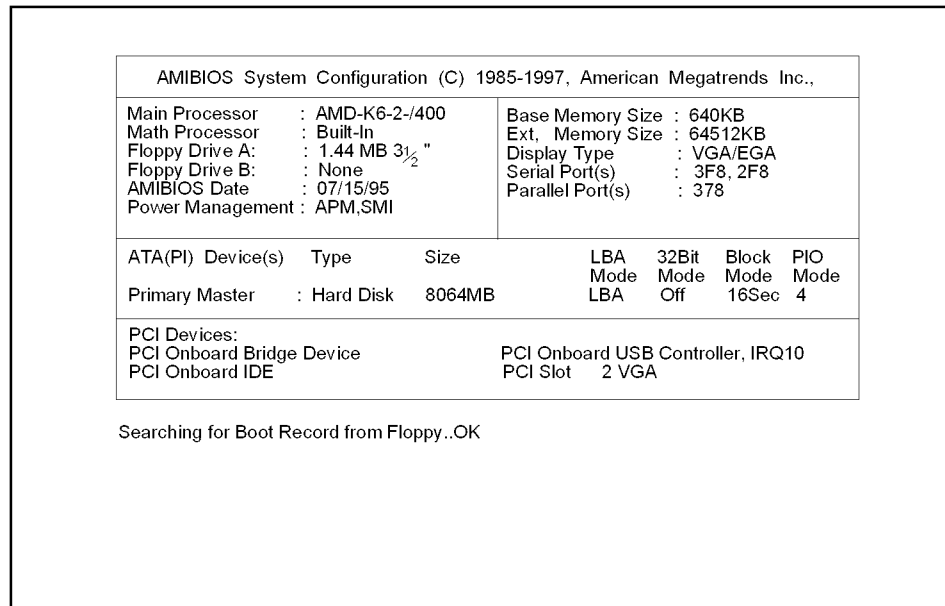 AMIBIOS System Configuration (C) 1985-1997, American Megatrends Inc.,
Main Processor : AMD-K6-2-/400
Math Processor : Built-In
Floppy Drive A: : 1.44 MB 3 1/2 "
Floppy Drive B: : None
AMIBIOS Date : 07/15/95
Power Management : APM,SMI
Base Memory Size : 640KB
Ext, Memory Size : 64512KB
Display Type : VGA/EGA
Serial Port(s) : 3F8, 2F8
Parallel Port(s) : 378
ATA(PI) Device(s) Type Size LBA 32Bit Block PIO
Mode Mode Mode Mode
Primary Master : Hard Disk 8064MB LBA Off 16Sec 4
PCI Devices:
PCI Onboard Bridge Device PCI Onboard USB Controller, IRQ10
PCI Onboard IDE PCI Slot 2 VGA
Searching for Boot Record from Floppy..OK